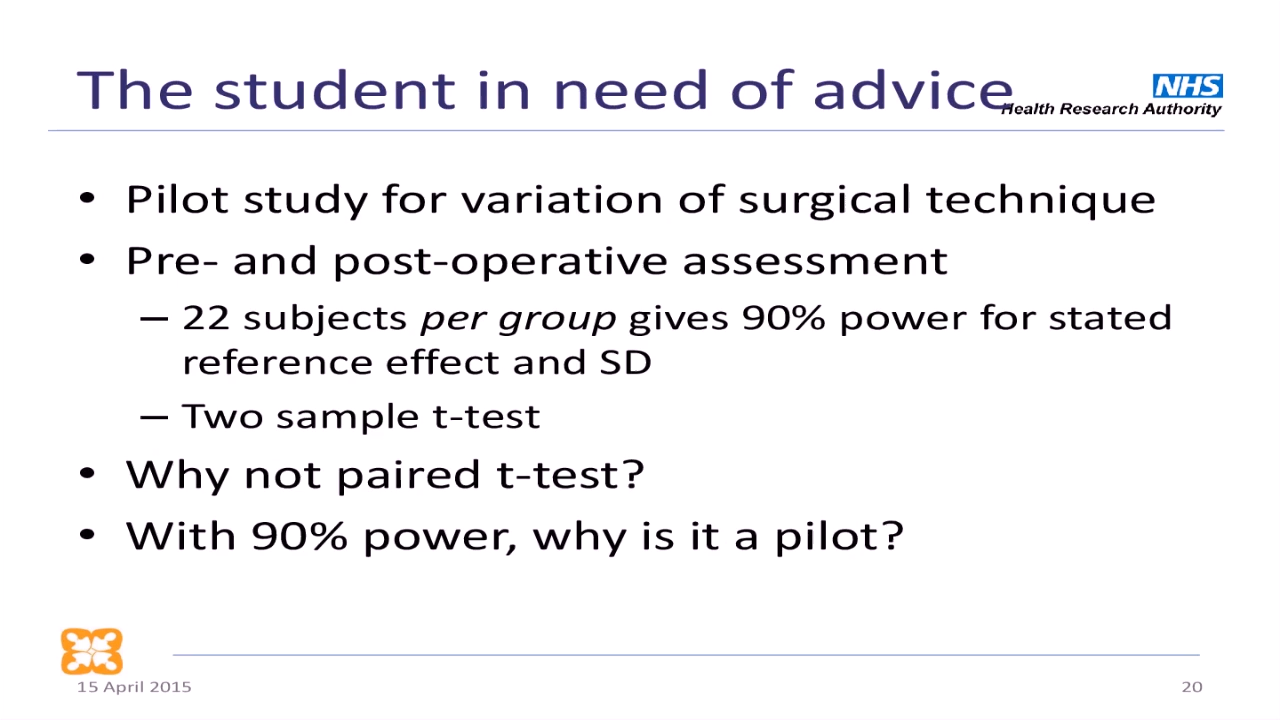 The student in need of advice
NHS
Health Research Authority
• Pilot study for variation of surgical technique
• Pre- and post-operative assessment
– 22 subjects per group gives 90% power for stated
reference effect and SD
– Two sample t-test
• Why not paired t-test?
• With 90% power, why is it a pilot?
15 April 2015
20